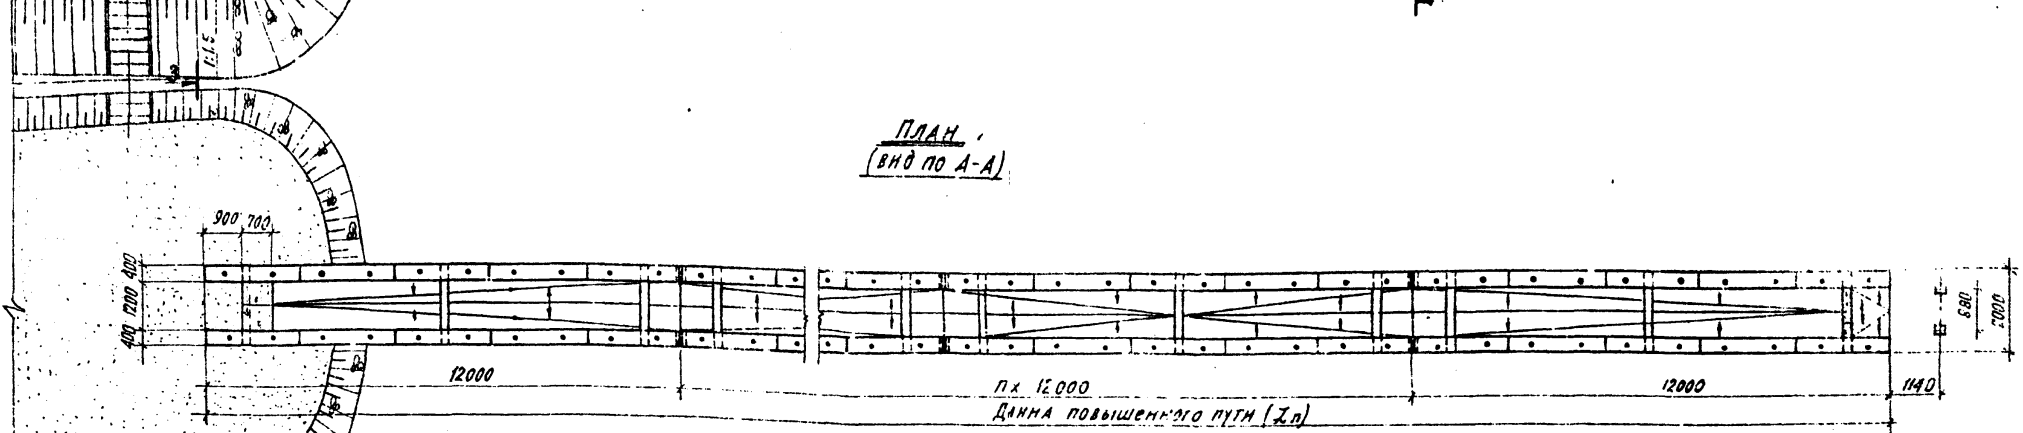 1:1.5
ПЛАН
(вид по А-А)
900 700
400
1200
400
680
2000
12000
n x 12000
12000
1140
Длина повышенного пути (Lп)